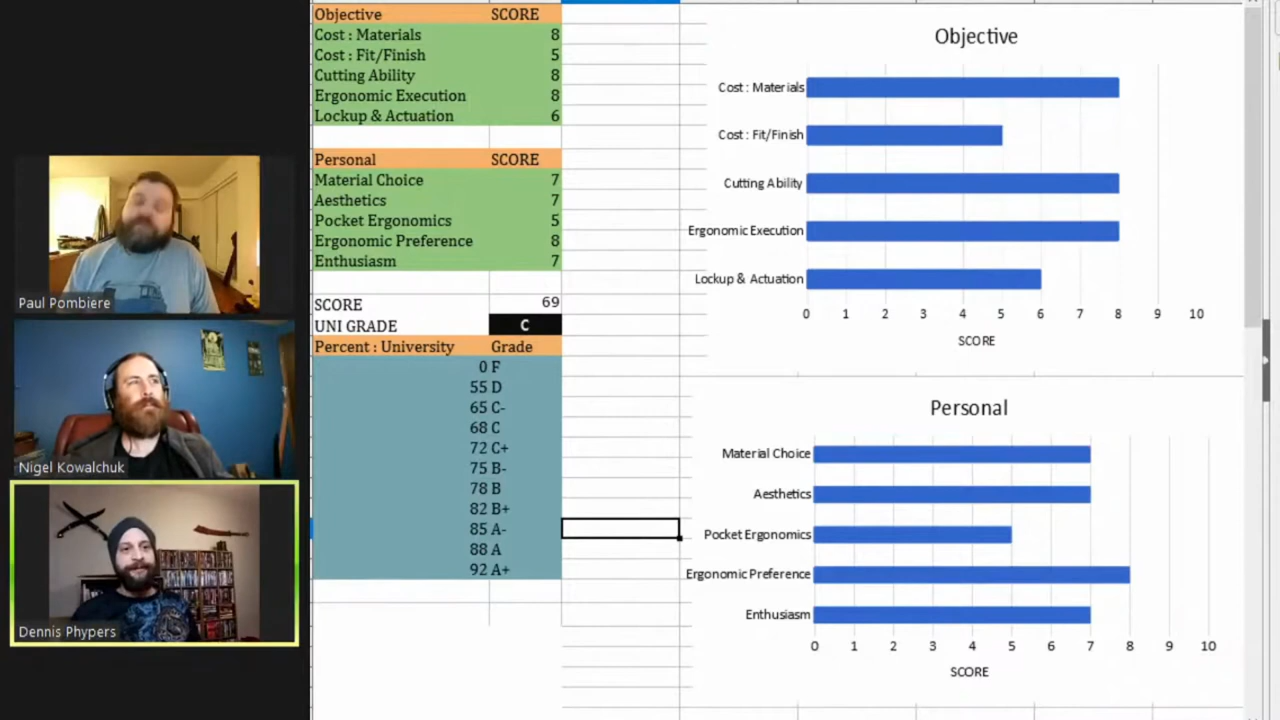 Paul Pombiere
Nigel Kowalchuk
Dennis Phypers
Objective SCORE
Cost : Materials 8
Cost : Fit/Finish 5
Cutting Ability 8
Ergonomic Execution 8
Lockup & Actuation 6
Personal SCORE
Material Choice 7
Aesthetics 7
Pocket Ergonomics 5
Ergonomic Preference 8
Enthusiasm 7
SCORE 69
UNI GRADE C
Percent : University Grade
0 F
55 D
65 C-
68 C
72 C+
75 B-
78 B
82 B+
85 A-
88 A
92 A+
Objective
Cost : Materials
Cost : Fit/Finish
Cutting Ability
Ergonomic Execution
Lockup & Actuation
0 1 2 3 4 5 6 7 8 9 10
SCORE
Personal
Material Choice
Aesthetics
Pocket Ergonomics
Ergonomic Preference
Enthusiasm
0 1 2 3 4 5 6 7 8 9 10
SCORE